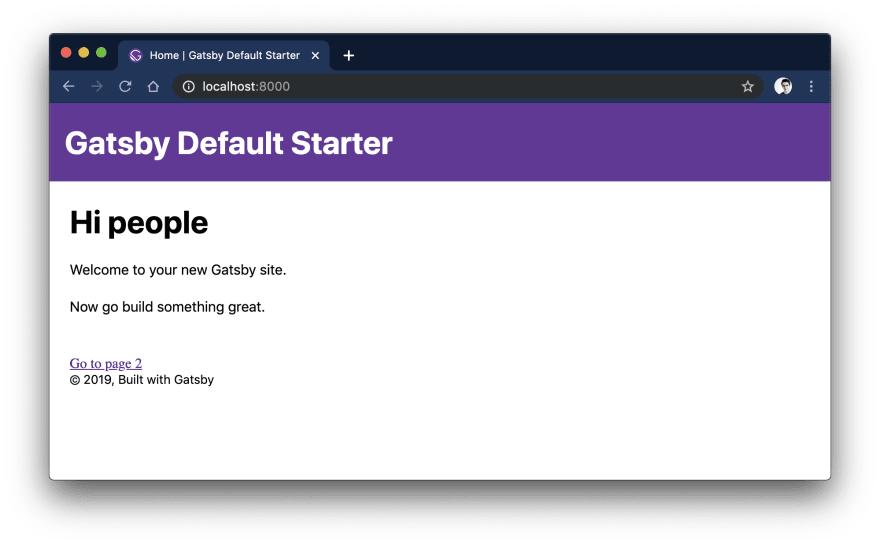 Home | Gatsby Default Starter
localhost:8000
Gatsby Default Starter
Hi people
Welcome to your new Gatsby site.
Now go build something great.
Go to page 2
© 2019, Built with Gatsby